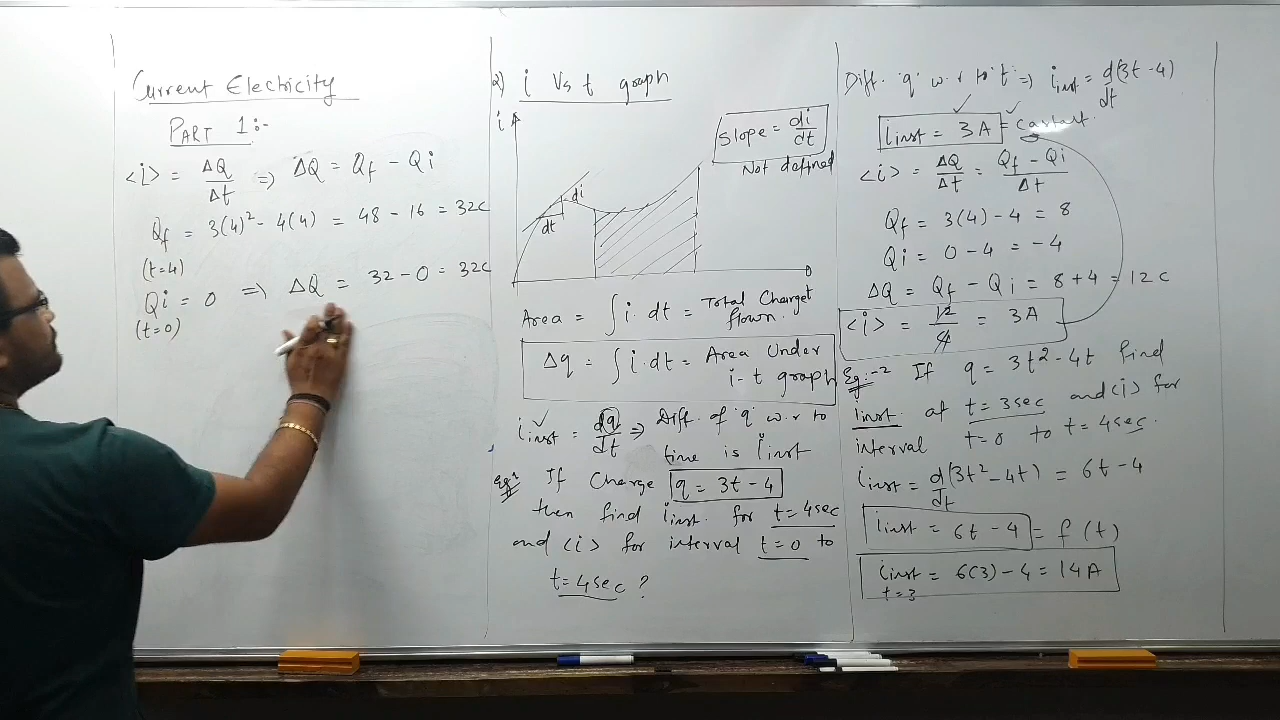 Current Electricity
PART 1:-
<i> = ΔQ/Δt ⇒ ΔQ = Qf - Qi
Qf = 3(4)² - 4(4) = 48 - 16 = 32C
(t=4)
Qi = 0 ⇒ ΔQ = 32 - 0 = 32C
(t=0)
2) i Vs t graph
i
Slope = di/dt
Not defined
di
dt
Area = ∫i.dt = Total Charget
flown.
Δq = ∫i.dt = Area Under
i-t graph
iinst = dq/dt ⇒ Diff. of 'q' w.r to
time is iinst
Eg:-1 If Charge q = 3t - 4
then find iinst. for t=4sec
and <i> for interval t=0 to
t=4sec?
Diff. 'q' w.r to 't' ⇒ iinst = d(3t-4)/dt
iinst = 3A = Constant.
<i> = ΔQ/Δt = Qf - Qi/Δt
Qf = 3(4) - 4 = 8
Qi = 0 - 4 = -4
ΔQ = Qf - Qi = 8 + 4 = 12C
<i> = 12/4 = 3A
Eg:-2 If q = 3t² - 4t find
iinst. at t = 3sec and <i> for
interval t=0 to t=4sec.
iinst = d/dt(3t² - 4t) = 6t - 4
iinst = 6t - 4 = f(t)
iinst = 6(3) - 4 = 14A
t=3